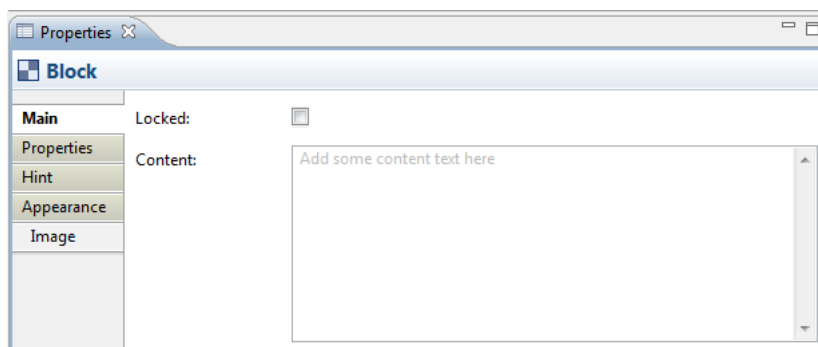 Properties
Block
Main
Locked:
Properties
Content:
Add some content text here
Hint
Appearance
Image